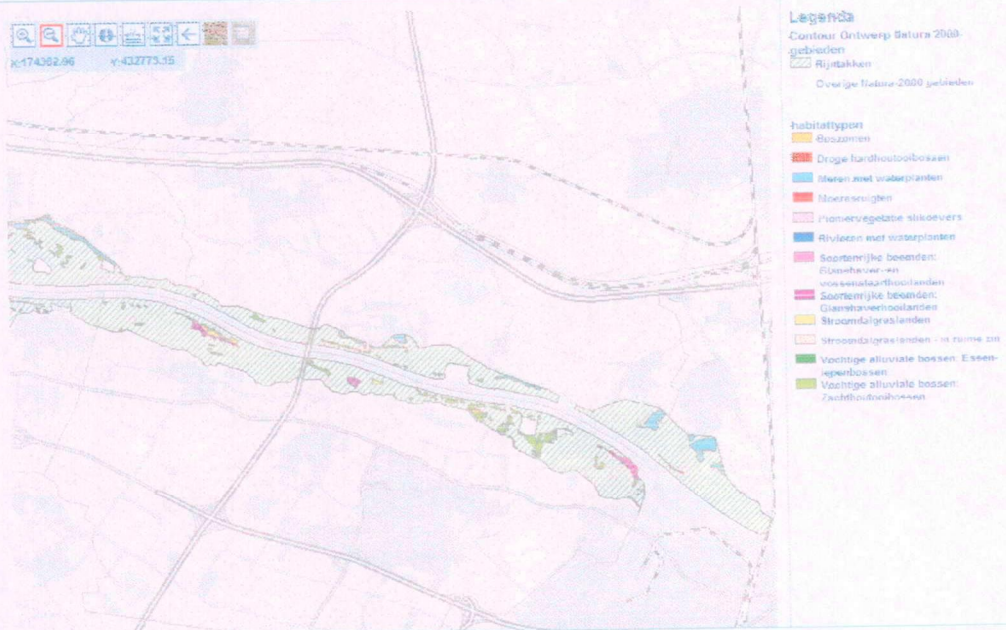 x:174362.96 y:432773.15
Legenda
Contour Ontwerp Natura 2000-
gebieden
Rijntakken
Overige Natura-2000 gebieden
habitattypen
Boszomen
Droge hardhoutooibossen
Meren met waterplanten
Moerasruigten
Pioniervegetatie slikoevers
Rivieren met waterplanten
Soortenrijke beemden:
Glanshaver- en
vossenstaarthooilanden
Soortenrijke beemden:
Glanshaverhooilanden
Stroomdalgraslanden
Stroomdalgraslanden - in ruime zin
Vochtige alluviale bossen: Essen-
iepenbossen
Vochtige alluviale bossen:
Zachthoutooibossen